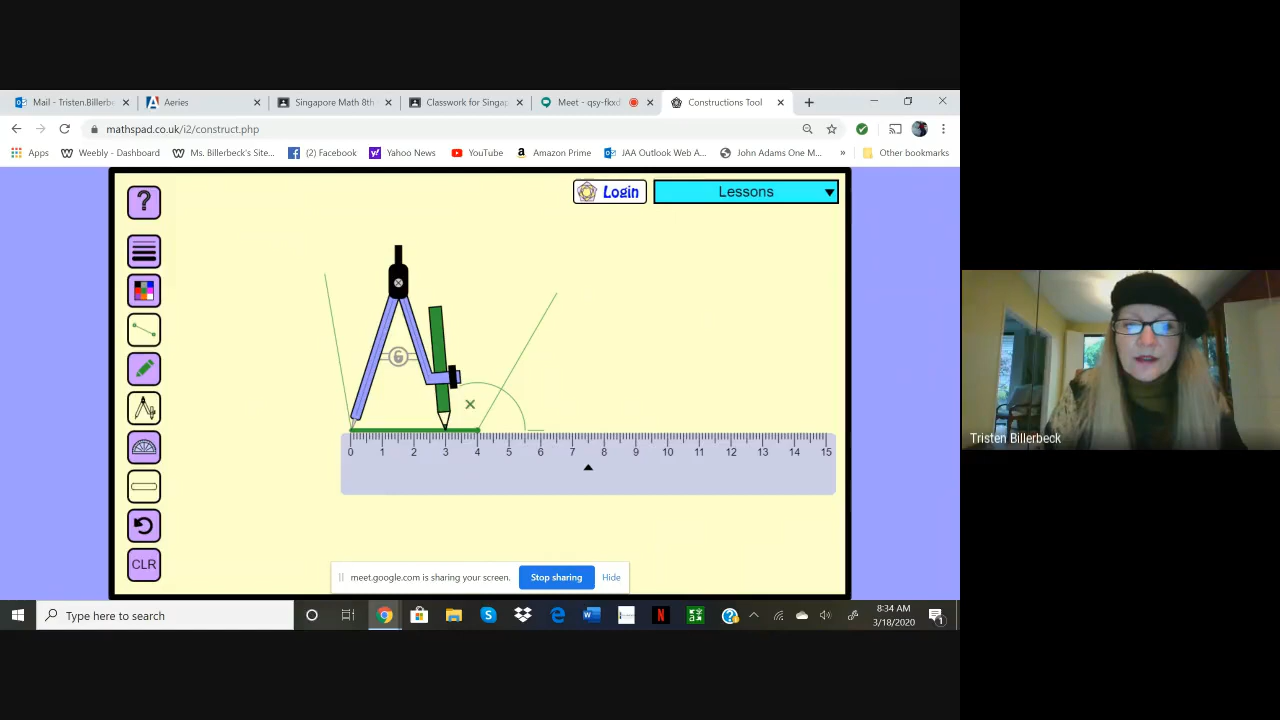 Mail - Tristen.Billerb
Aeries
Singapore Math 8th
Classwork for Singap
Meet - qsy-fkxd
Constructions Tool
mathspad.co.uk/i2/construct.php
Apps
Weebly - Dashboard
Ms. Billerbeck's Site...
(2) Facebook
Yahoo News
YouTube
Amazon Prime
JAA Outlook Web A...
John Adams One M...
»
Other bookmarks
?
Login
Lessons
6
0 1 2 3 4 5 6 7 8 9 10 11 12 13 14 15
CLR
Tristen Billerbeck
meet.google.com is sharing your screen.
Stop sharing
Hide
Type here to search
8:34 AM
3/18/2020
1